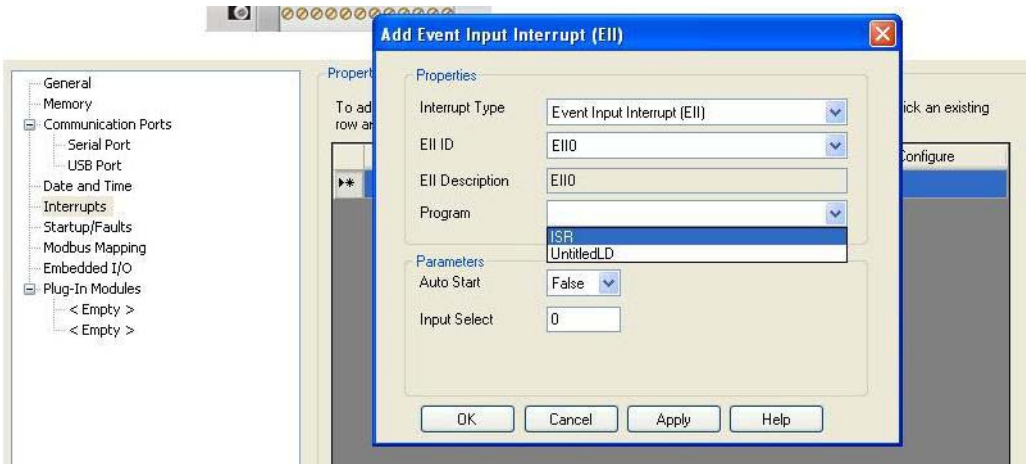 Add Event Input Interrupt (EII)
General
Memory
Communication Ports
Serial Port
USB Port
Date and Time
Interrupts
Startup/Faults
Modbus Mapping
Embedded I/O
Plug-In Modules
< Empty >
< Empty >
Propert
To ad
row an
ick an existing
Configure
Properties
Interrupt Type
Event Input Interrupt (EII)
EII ID
EII0
EII Description
EII0
Program
ISR
UntitledLD
Parameters
Auto Start
False
Input Select
0
OK
Cancel
Apply
Help